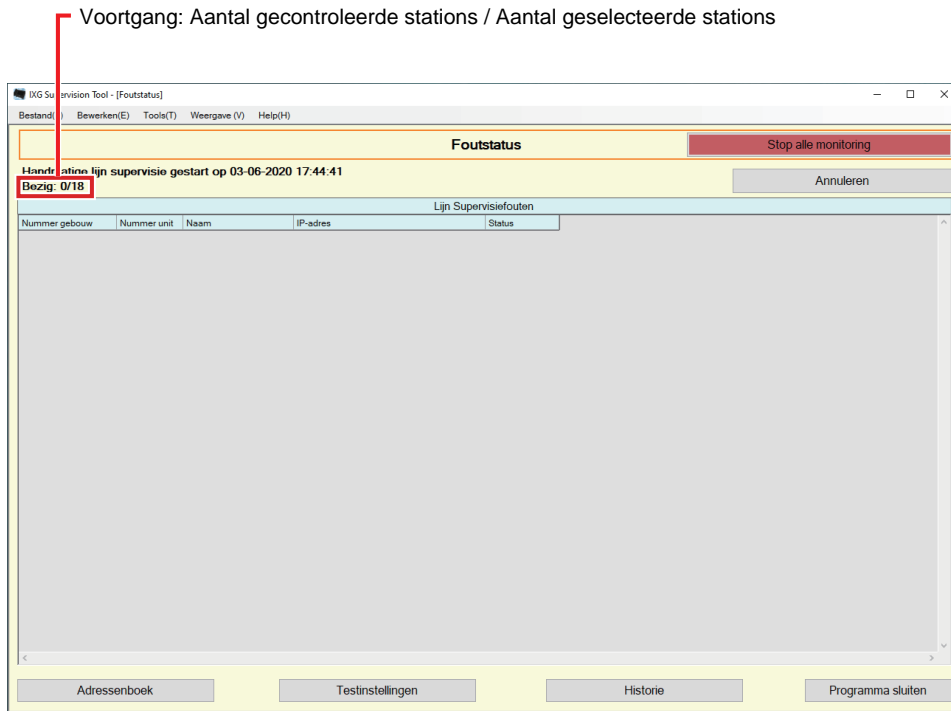 Voortgang: Aantal gecontroleerde stations / Aantal geselecteerde stations
IXG Supervision Tool - [Foutstatus]
Bestand( ) Bewerken(E) Tools(T) Weergave (V) Help(H)
Foutstatus
Stop alle monitoring
Handmatige lijn supervisie gestart op 03-06-2020 17:44:41
Bezig: 0/18
Annuleren
Lijn Supervisiefouten
Nummer gebouw Nummer unit Naam IP-adres Status
Adressenboek Testinstellingen Historie Programma sluiten